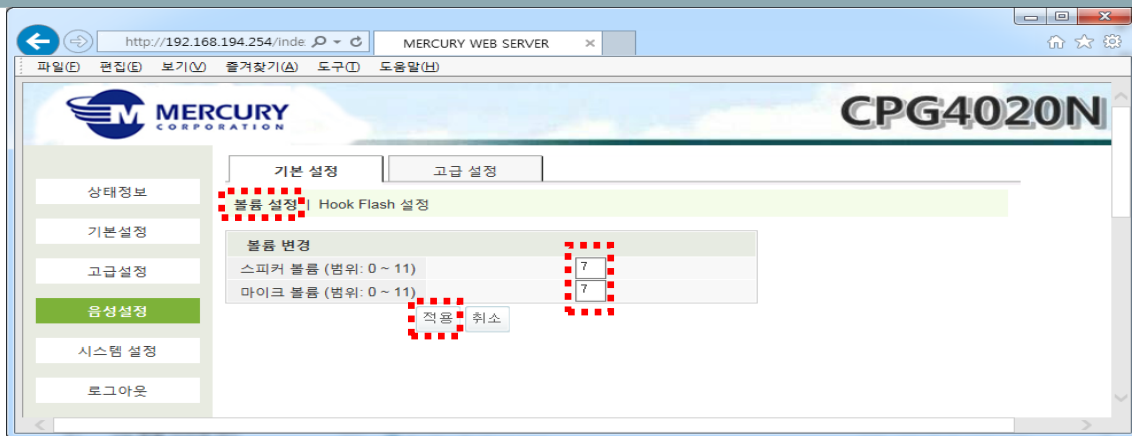 http://192.168.194.254/inde
MERCURY WEB SERVER
파일(F) 편집(E) 보기(V) 즐겨찾기(A) 도구(T) 도움말(H)
MERCURY
CORPORATION
CPG4020N
기본 설정 고급 설정
상태정보
볼륨 설정 | Hook Flash 설정
기본설정
볼륨 변경
고급설정
스피커 볼륨 (범위: 0 ~ 11) 7
마이크 볼륨 (범위: 0 ~ 11) 7
음성설정
적용 취소
시스템 설정
로그아웃